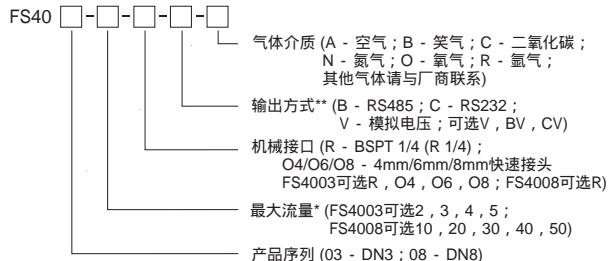 FS40 □-□-□-□-□
气体介质 (A - 空气；B - 笑气；C - 二氧化碳；
N - 氮气；O - 氧气；R - 氩气；
其他气体请与厂商联系)
输出方式** (B - RS485；C - RS232；
V - 模拟电压；可选V，BV，CV)
机械接口 (R - BSPT 1/4 (R 1/4)；
O4/O6/O8 - 4mm/6mm/8mm快速接头
FS4003可选R，O4，O6，O8；FS4008可选R)
最大流量* (FS4003可选2，3，4，5；
FS4008可选10，20，30，40，50)
产品序列 (03 - DN3；08 - DN8)